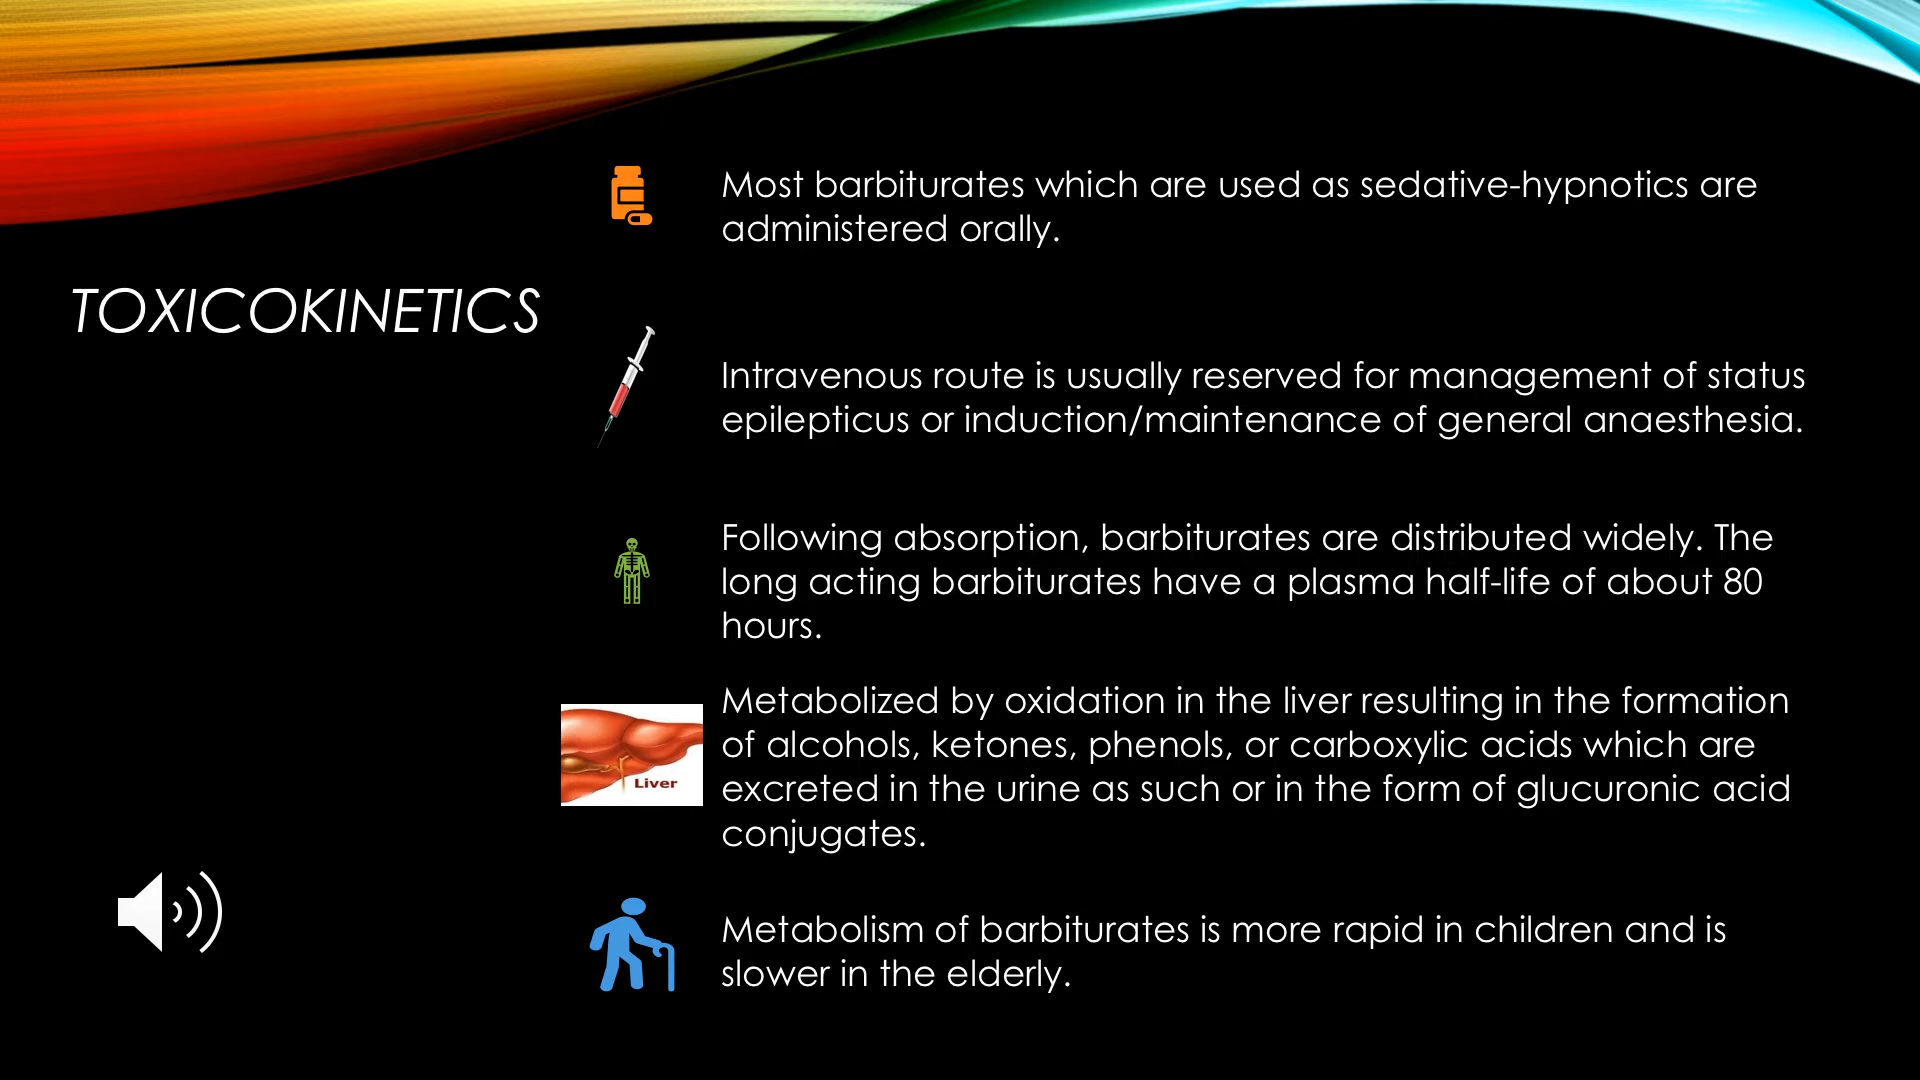 TOXICOKINETICS
Most barbiturates which are used as sedative-hypnotics are
administered orally.
Intravenous route is usually reserved for management of status
epilepticus or induction/maintenance of general anaesthesia.
Following absorption, barbiturates are distributed widely. The
long acting barbiturates have a plasma half-life of about 80
hours.
Metabolized by oxidation in the liver resulting in the formation
of alcohols, ketones, phenols, or carboxylic acids which are
excreted in the urine as such or in the form of glucuronic acid
conjugates.
Liver
Metabolism of barbiturates is more rapid in children and is
slower in the elderly.